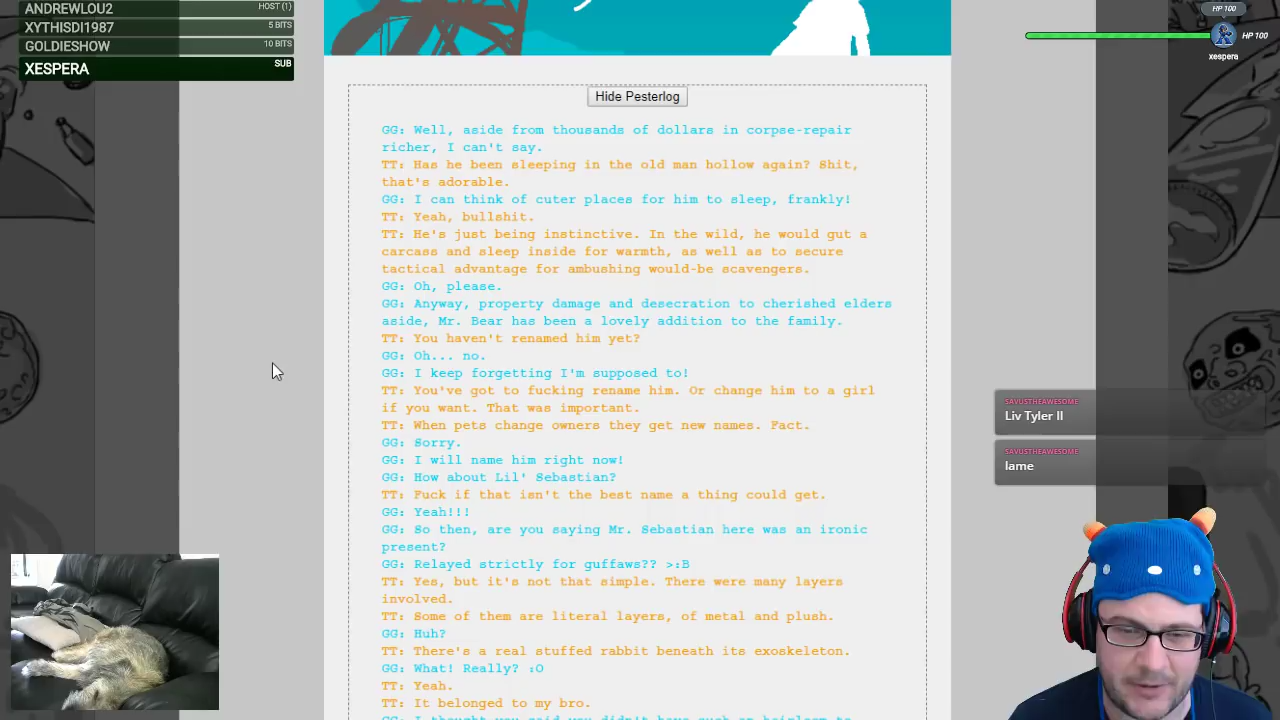 ANDREWLOU2 HOST (1)
XYTHISDI1987 5 BITS
GOLDIESHOW 10 BITS
XESPERA SUB
HP 100
HP 100
xespera
Hide Pesterlog
GG: Well, aside from thousands of dollars in corpse-repair
richer, I can't say.
TT: Has he been sleeping in the old man hollow again? Shit,
that's adorable.
GG: I can think of cuter places for him to sleep, frankly!
TT: Yeah, bullshit.
TT: He's just being instinctive. In the wild, he would gut a
carcass and sleep inside for warmth, as well as to secure
tactical advantage for ambushing would-be scavengers.
GG: Oh, please.
GG: Anyway, property damage and desecration to cherished elders
aside, Mr. Bear has been a lovely addition to the family.
TT: You haven't renamed him yet?
GG: Oh... no.
GG: I keep forgetting I'm supposed to!
TT: You've got to fucking rename him. Or change him to a girl
if you want. That was important.
TT: When pets change owners they get new names. Fact.
GG: Sorry.
GG: I will name him right now!
GG: How about Lil' Sebastian?
TT: Fuck if that isn't the best name a thing could get.
GG: Yeah!!!
GG: So then, are you saying Mr. Sebastian here was an ironic
present?
GG: Relayed strictly for guffaws?? >:B
TT: Yes, but it's not that simple. There were many layers
involved.
TT: Some of them are literal layers, of metal and plush.
GG: Huh?
TT: There's a real stuffed rabbit beneath its exoskeleton.
GG: What! Really? :O
TT: Yeah.
TT: It belonged to my bro.
GG: I thought you said you didn't have such an heirloom to
SAVUSTHEAWESOME
Liv Tyler II
SAVUSTHEAWESOME
lame